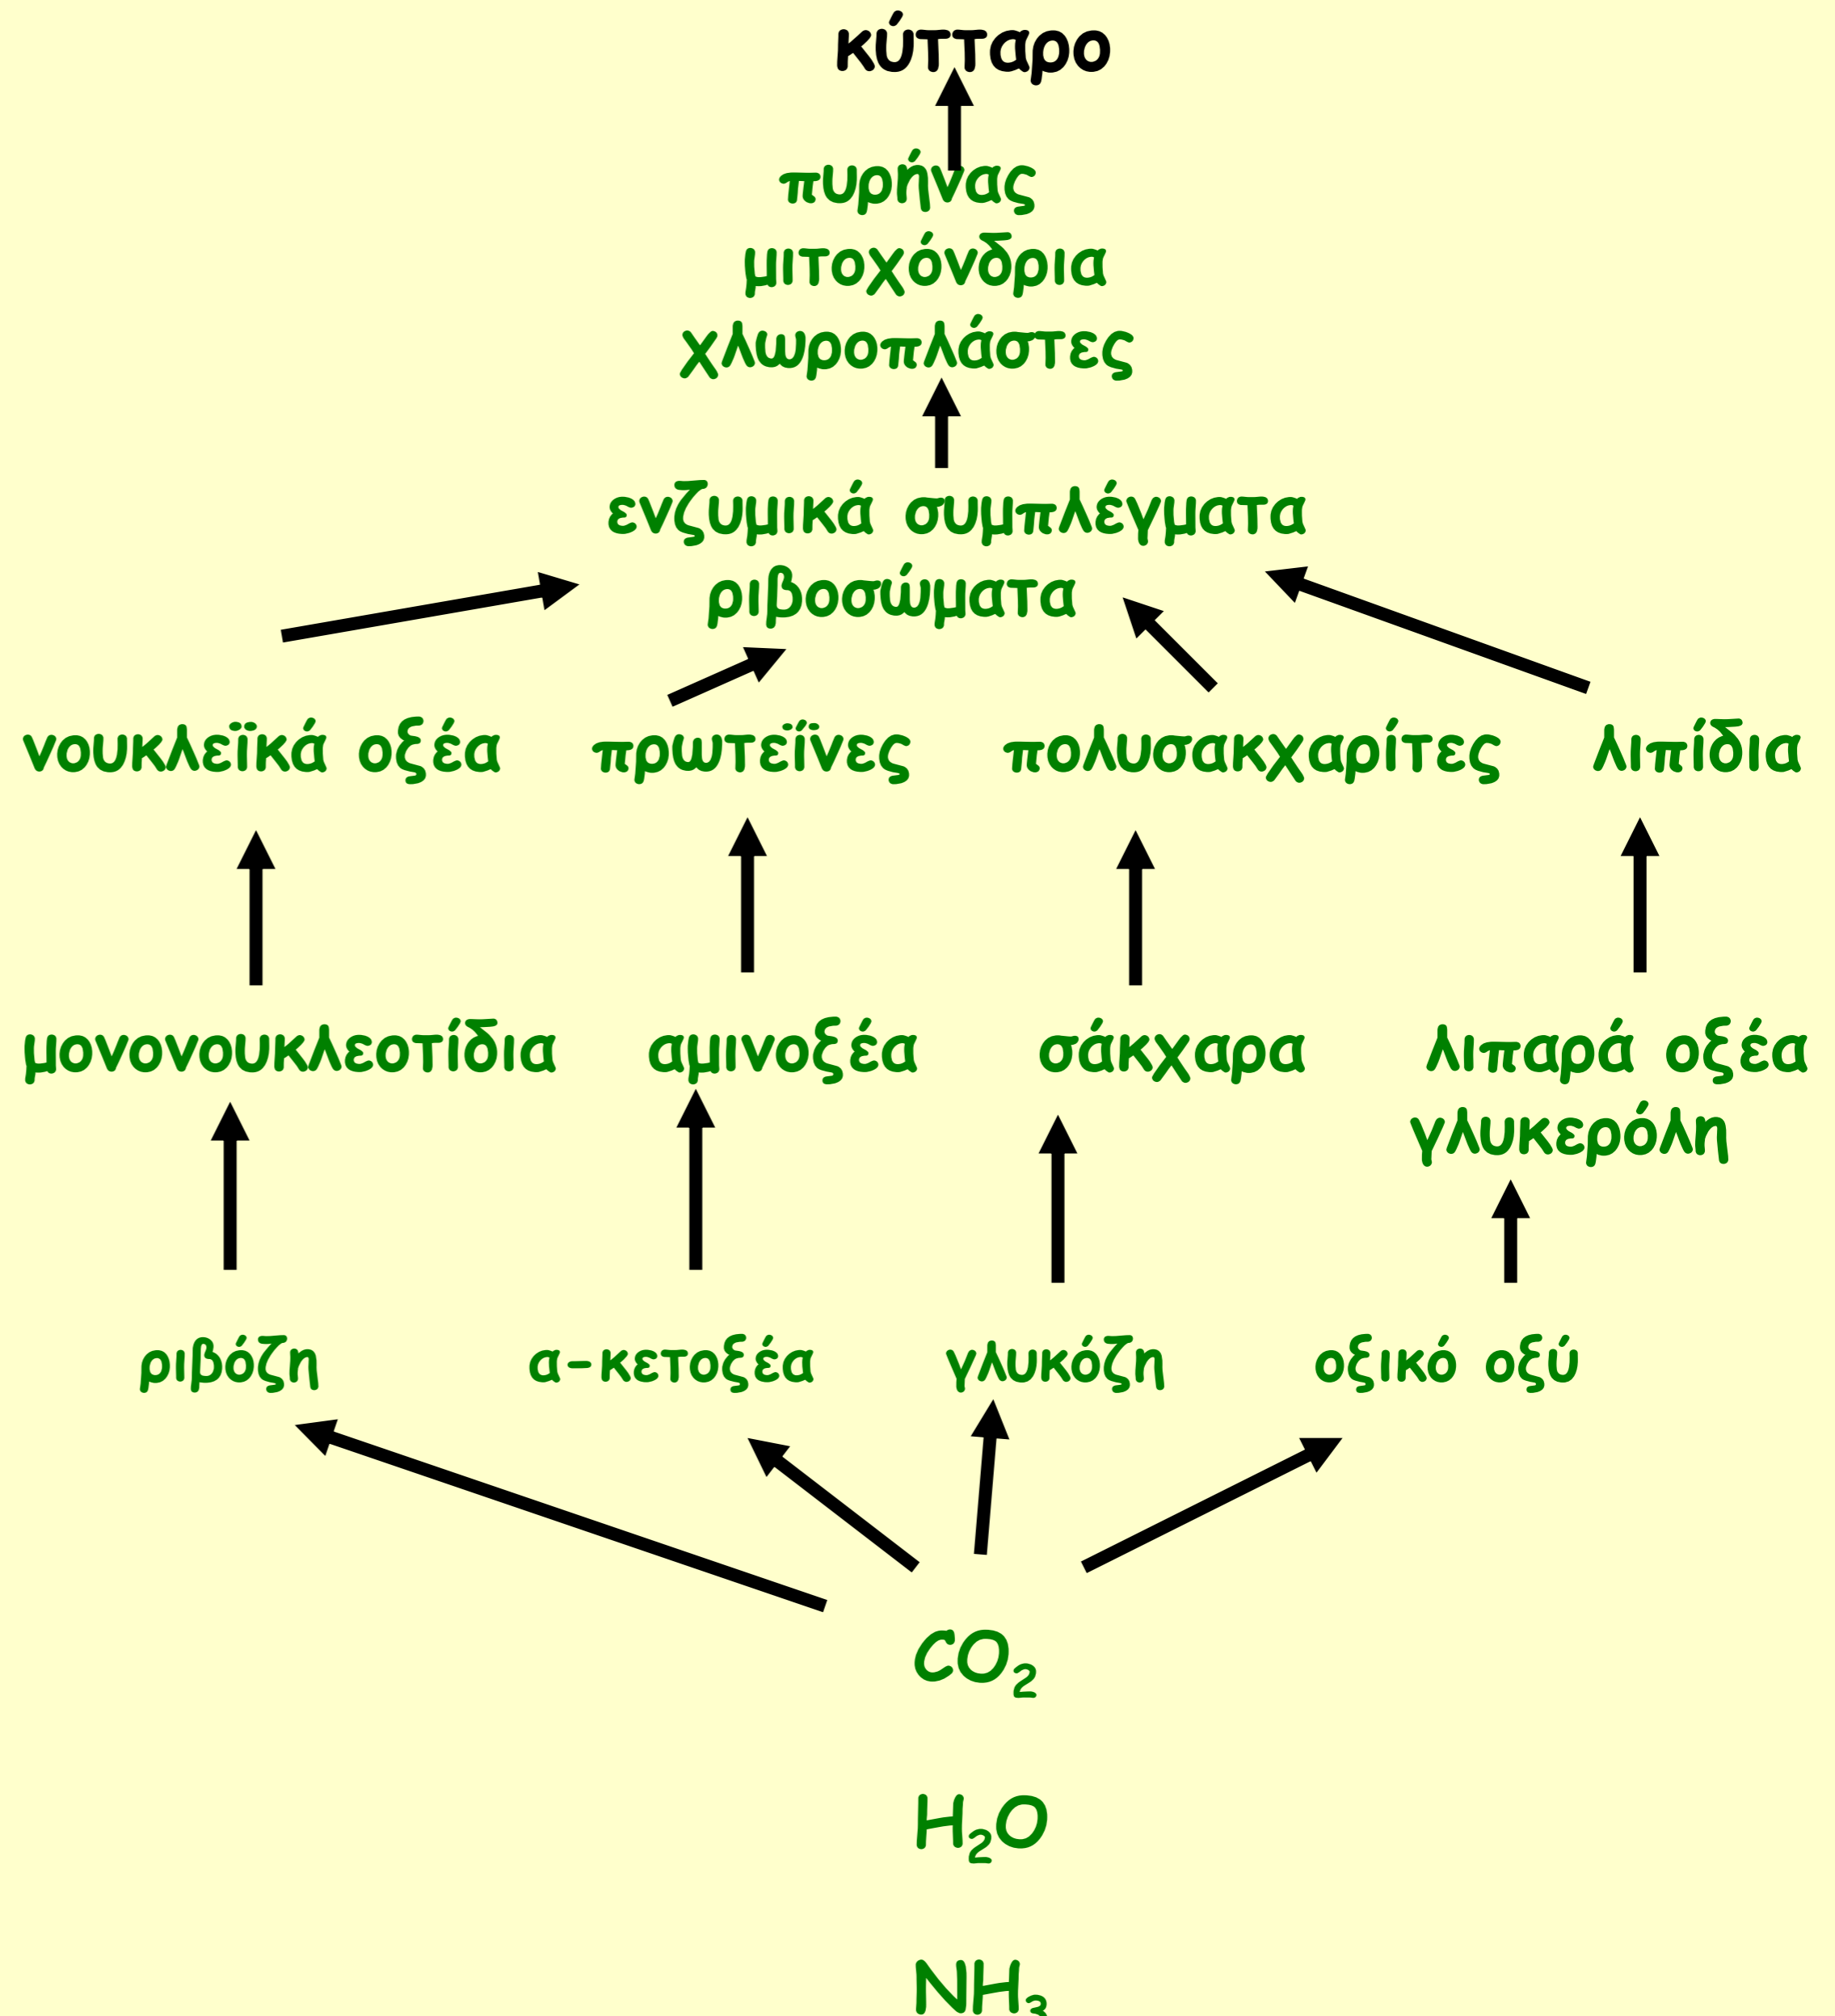 κύτταρο
πυρήνας
μιτοχόνδρια
χλωροπλάστες
ενζυμικά συμπλέγματα
ριβοσώματα
νουκλεϊκά οξέα πρωτεΐνες πολυσακχαρίτες λιπίδια
μονονουκλεοτίδια αμινοξέα σάκχαρα λιπαρά οξέα
γλυκερόλη
ριβόζη α-κετοξέα γλυκόζη οξικό οξύ
CO₂
H₂O
NH₃